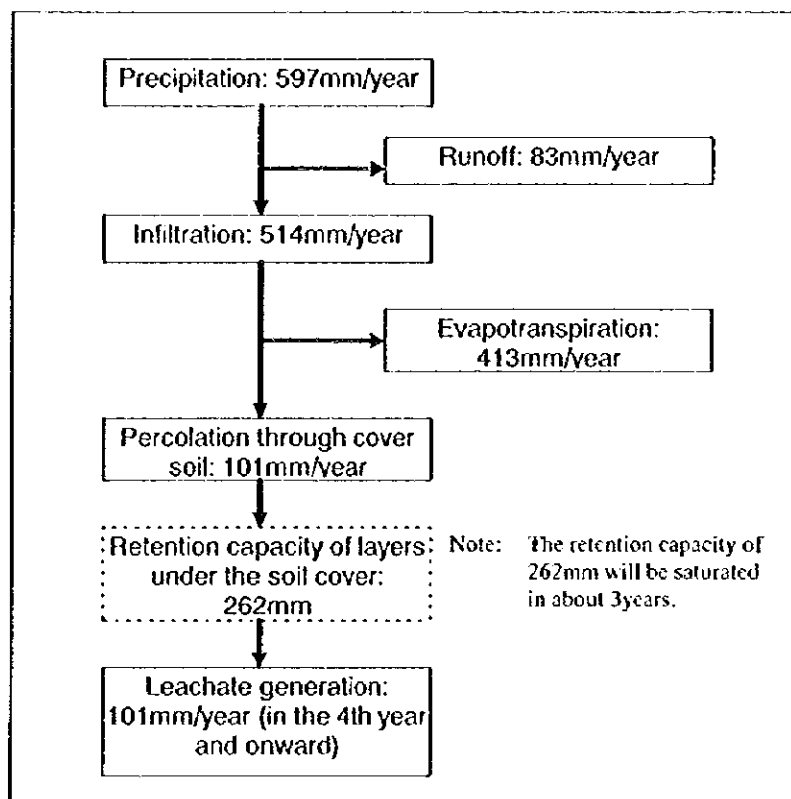 Precipitation: 597mm/year
Runoff: 83mm/year
Infiltration: 514mm/year
Evapotranspiration:
413mm/year
Percolation through cover
soil: 101mm/year
Retention capacity of layers
under the soil cover:
262mm
Note: The retention capacity of
262mm will be saturated
in about 3years.
Leachate generation:
101mm/year (in the 4th year
and onward)